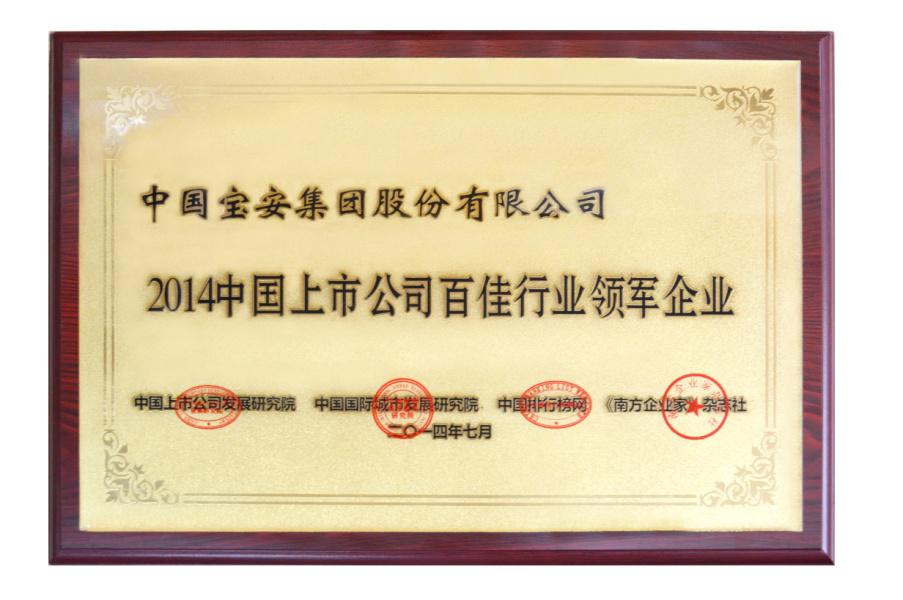 中国宝安集团股份有限公司
2014中国上市公司百佳行业领军企业
中国上市公司发展研究院 中国国际城市发展研究院 中国排行榜网 《南方企业家》杂志社
二〇一四年七月